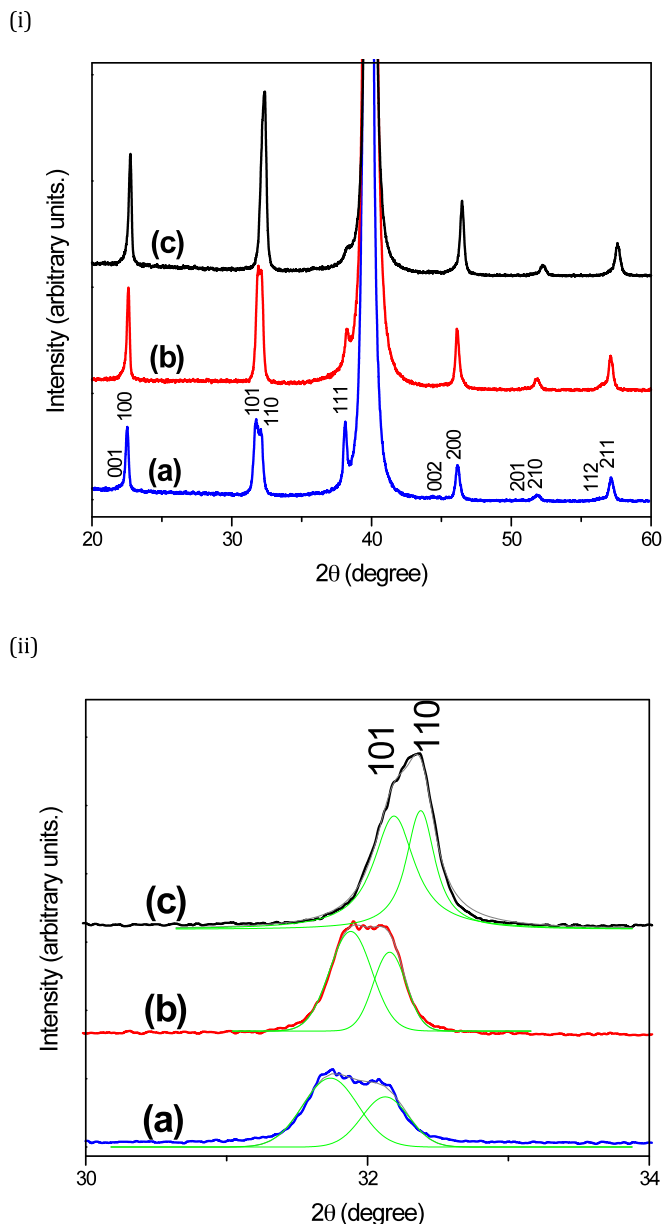 (i)
Intensity (arbitrary units.)
(c)
(b)
(a)
001
100
101
110
111
002
200
201
210
112
211
20 30 40 50 60
2θ (degree)
(ii)
Intensity (arbitrary units.)
101
110
(c)
(b)
(a)
30 32 34
2θ (degree)